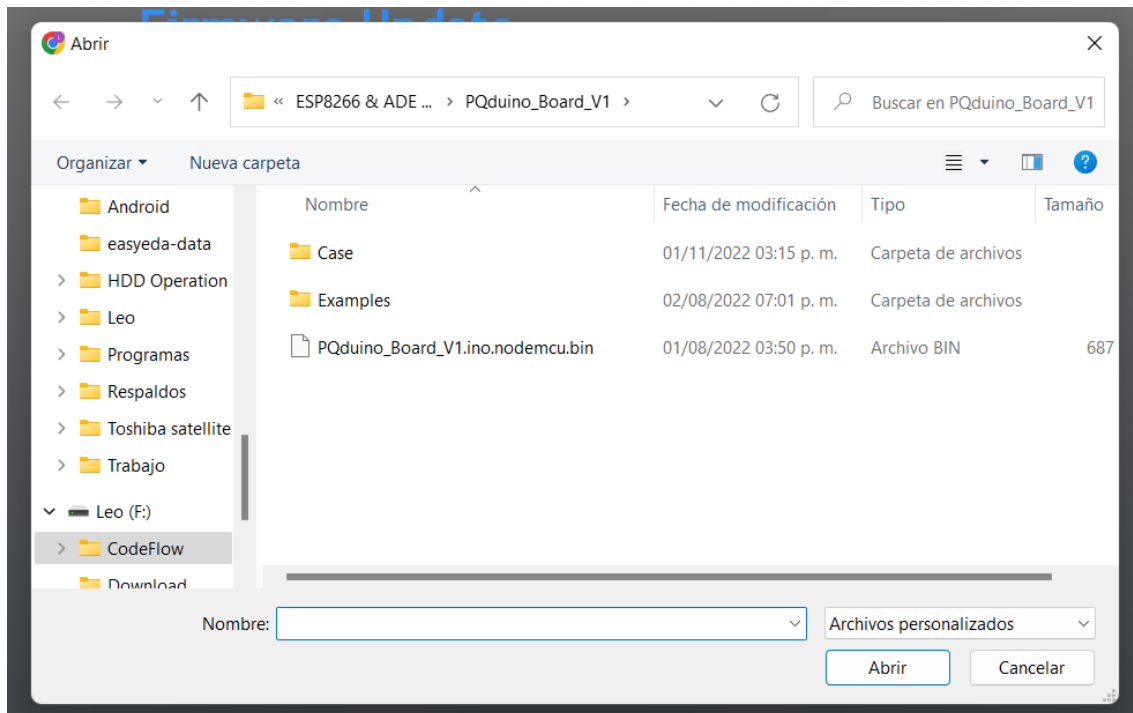 Firmware Update
Abrir
« ESP8266 & ADE ... > PQduino_Board_V1 >
Buscar en PQduino_Board_V1
Organizar
Nueva carpeta
?
Nombre
Fecha de modificación
Tipo
Tamaño
Android
easyeda-data
HDD Operation
Leo
Programas
Respaldos
Toshiba satellite
Trabajo
Leo (F:)
CodeFlow
Download
Case 01/11/2022 03:15 p. m. Carpeta de archivos
Examples 02/08/2022 07:01 p. m. Carpeta de archivos
PQduino_Board_V1.ino.nodemcu.bin 01/08/2022 03:50 p. m. Archivo BIN 687
Nombre:
Archivos personalizados
Abrir
Cancelar